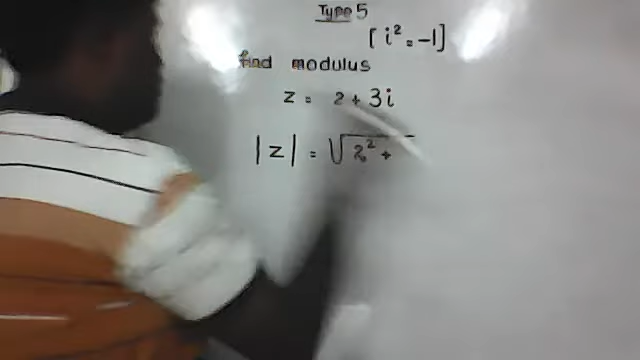 Type 5
[ i² = -1 ]
find modulus
z = 2 + 3i
|z| = √2² +